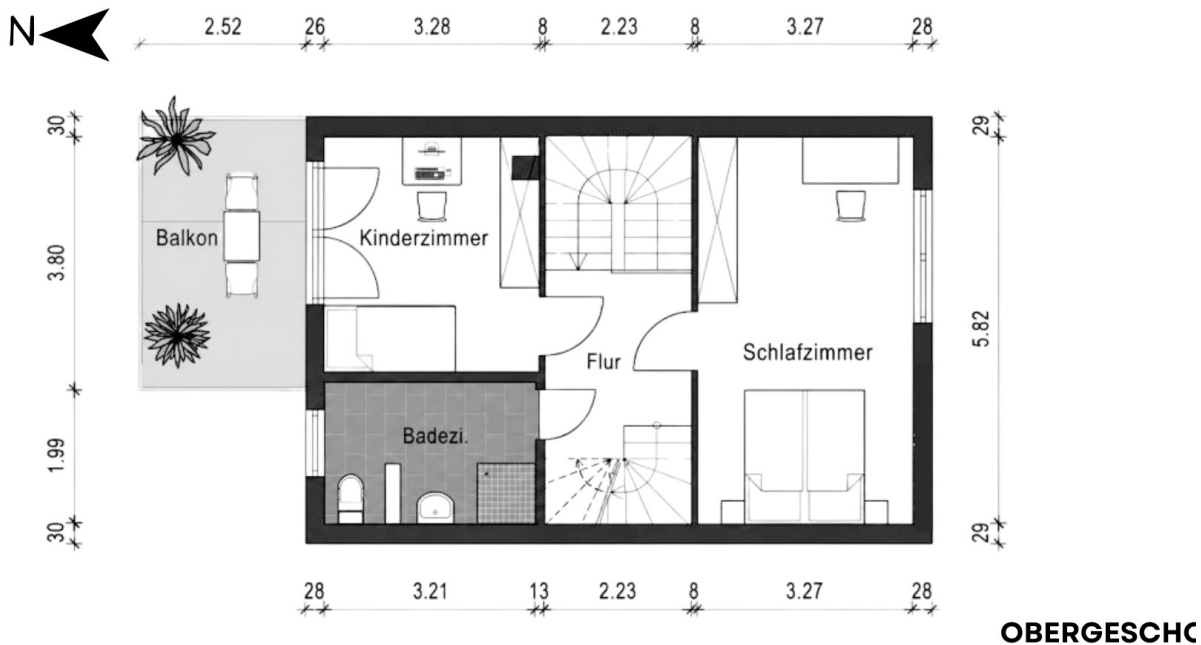 N
2.52 26 3.28 8 2.23 8 3.27 28
30
29
Balkon
Kinderzimmer
3.80
5.82
Flur
Schlafzimmer
Badezi.
1.99
30
29
28 3.21 13 2.23 8 3.27 28
OBERGESCHO